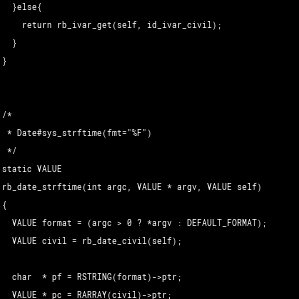 }else{
return rb_ivar_get(self, id_ivar_civil);
}
}
/*
* Date#sys_strftime(fmt="%F")
*/
static VALUE
rb_date_strftime(int argc, VALUE * argv, VALUE self)
{
VALUE format = (argc > 0 ? *argv : DEFAULT_FORMAT);
VALUE civil = rb_date_civil(self);
char * pf = RSTRING(format)->ptr;
VALUE * pc = RARRAY(civil)->ptr;